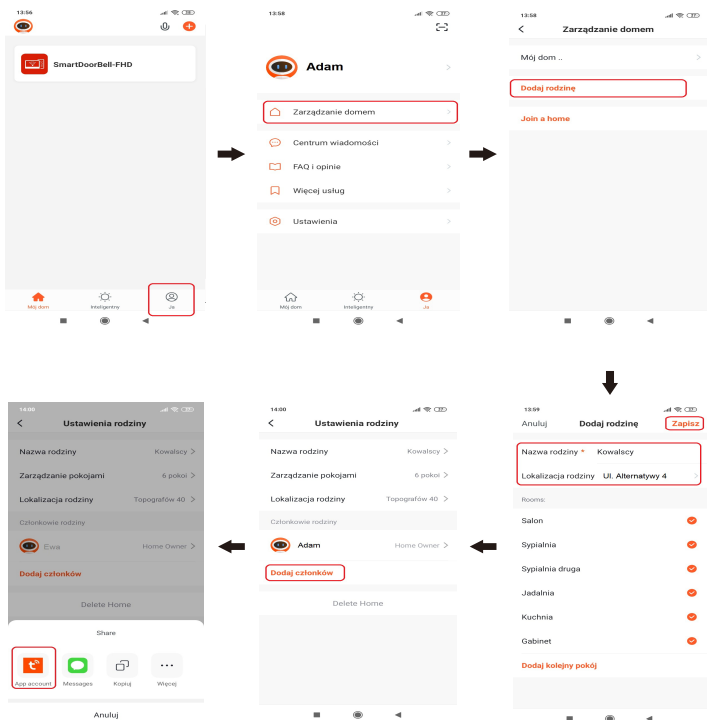 13:56
SmartDoorBell-FHD
Mój dom
Inteligentny
Ja
13:58
Adam
Zarządzanie domem
Centrum wiadomości
FAQ i opinie
Więcej usług
Ustawienia
Mój dom
Inteligentny
Ja
13:58
Zarządzanie domem
Mój dom ..
Dodaj rodzinę
Join a home
13:59
Anuluj Dodaj rodzinę Zapisz
Nazwa rodziny * Kowalscy
Lokalizacja rodziny Ul. Alternatywy 4
Rooms:
Salon
Sypialnia
Sypialnia druga
Jadalnia
Kuchnia
Gabinet
Dodaj kolejny pokój
14:00
Ustawienia rodziny
Nazwa rodziny Kowalscy
Zarządzanie pokojami 6 pokoi
Lokalizacja rodziny Topografów 40
Członkowie rodziny
Adam Home Owner
Dodaj członków
Delete Home
14:00
Ustawienia rodziny
Nazwa rodziny Kowalscy
Zarządzanie pokojami 6 pokoi
Lokalizacja rodziny Topografów 40
Członkowie rodziny
Ewa Home Owner
Dodaj członków
Delete Home
Share
App account
Messages
Kopiuj
Więcej
Anuluj